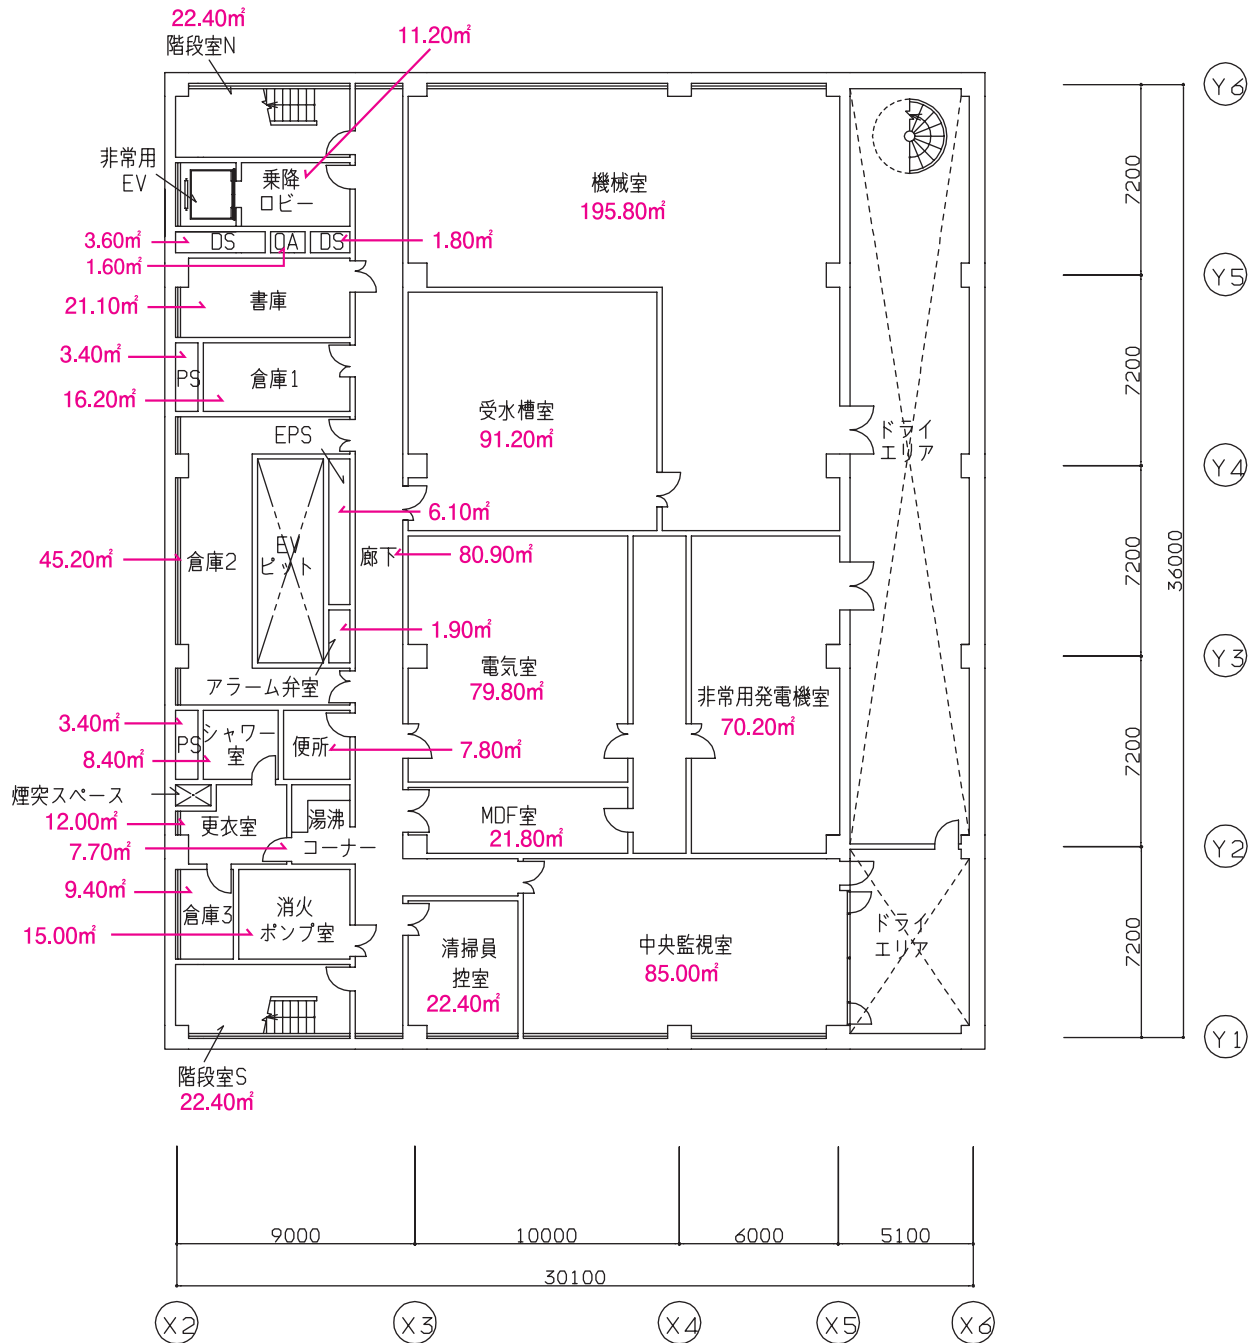 22.40㎡
階段室N
11.20㎡
非常用
EV
乗降
ロビー
機械室
195.80㎡
3.60㎡
DS
OA
DS
1.80㎡
1.60㎡
書庫
21.10㎡
3.40㎡
PS
倉庫1
16.20㎡
EPS
受水槽室
91.20㎡
ドライ
エリア
6.10㎡
45.20㎡
倉庫2
EV
ピット
廊下
80.90㎡
1.90㎡
アラーム弁室
電気室
79.80㎡
非常用発電機室
70.20㎡
3.40㎡
PS
シャワー
室
8.40㎡
便所
7.80㎡
煙突スペース
12.00㎡
更衣室
湯沸
コーナー
7.70㎡
MDF室
21.80㎡
9.40㎡
倉庫3
消火
ポンプ室
15.00㎡
清掃員
控室
22.40㎡
中央監視室
85.00㎡
ドライ
エリア
階段室S
22.40㎡
Y6
7200
Y5
7200
Y4
7200
36000
Y3
7200
Y2
7200
Y1
9000
10000
6000
5100
30100
X2
X3
X4
X5
X6